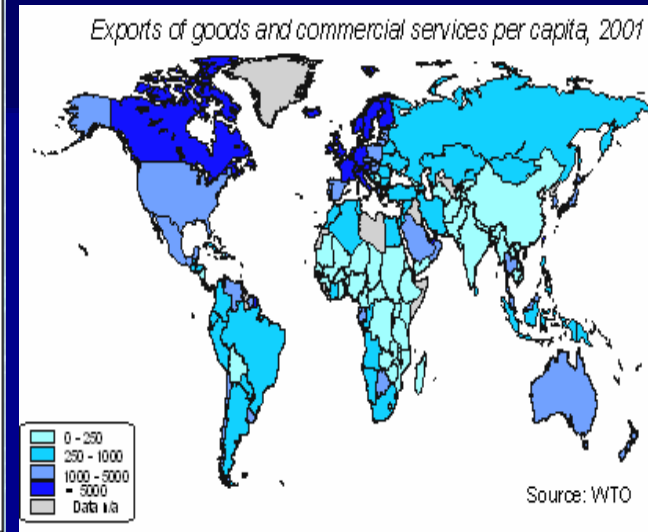 Exports of goods and commercial services per capita, 2001
0 - 250
250 - 1000
1000 - 5000
= 5000
Data n/a
Source: WTO